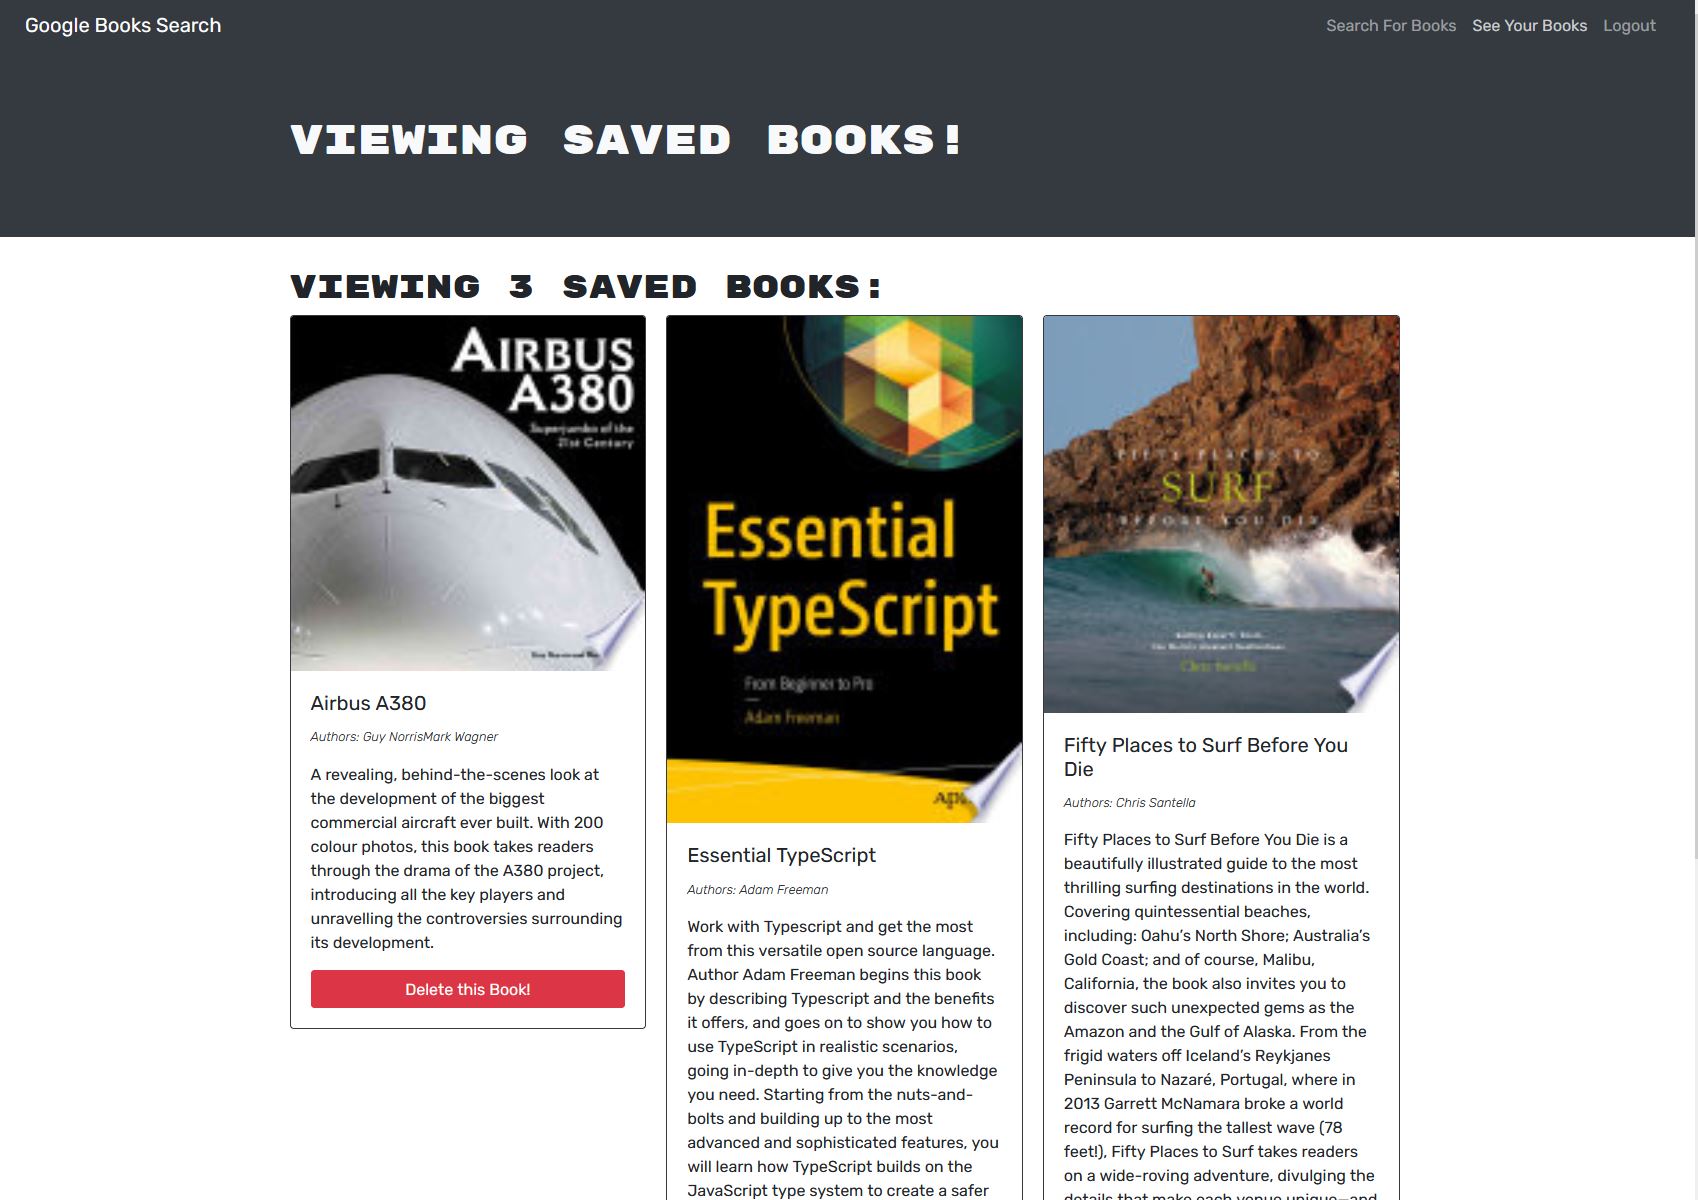 Google Books Search
Search For Books
See Your Books
Logout
VIEWING SAVED BOOKS!
VIEWING 3 SAVED BOOKS:
AIRBUS
A380
Superjumbo of the
21st Century
Airbus A380
Authors: Guy NorrisMark Wagner
A revealing, behind-the-scenes look at
the development of the biggest
commercial aircraft ever built. With 200
colour photos, this book takes readers
through the drama of the A380 project,
introducing all the key players and
unravelling the controversies surrounding
its development.
Delete this Book!
Essential
TypeScript
From Beginner to Pro
Adam Freeman
Essential TypeScript
Authors: Adam Freeman
Work with Typescript and get the most
from this versatile open source language.
Author Adam Freeman begins this book
by describing Typescript and the benefits
it offers, and goes on to show you how to
use TypeScript in realistic scenarios,
going in-depth to give you the knowledge
you need. Starting from the nuts-and-
bolts and building up to the most
advanced and sophisticated features, you
will learn how TypeScript builds on the
JavaScript type system to create a safer
FIFTY PLACES TO
SURF
BEFORE YOU DIE
Chris Santella
Fifty Places to Surf Before You
Die
Authors: Chris Santella
Fifty Places to Surf Before You Die is a
beautifully illustrated guide to the most
thrilling surfing destinations in the world.
Covering quintessential beaches,
including: Oahu’s North Shore; Australia’s
Gold Coast; and of course, Malibu,
California, the book also invites you to
discover such unexpected gems as the
Amazon and the Gulf of Alaska. From the
frigid waters off Iceland’s Reykjanes
Peninsula to Nazaré, Portugal, where in
2013 Garrett McNamara broke a world
record for surfing the tallest wave (78
feet!), Fifty Places to Surf takes readers
on a wide-roving adventure, divulging the
details that make each venue unique—and